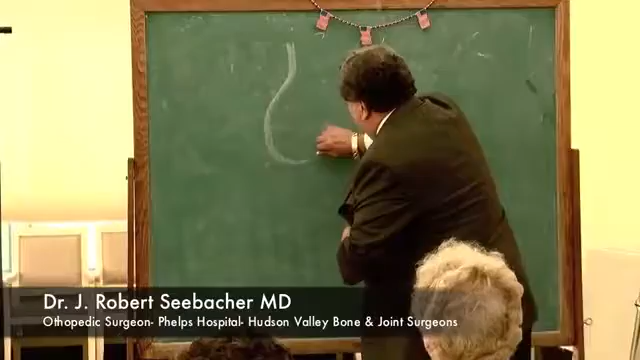 Dr. J. Robert Seebacher MD
Othopedic Surgeon- Phelps Hospital- Hudson Valley Bone & Joint Surgeons